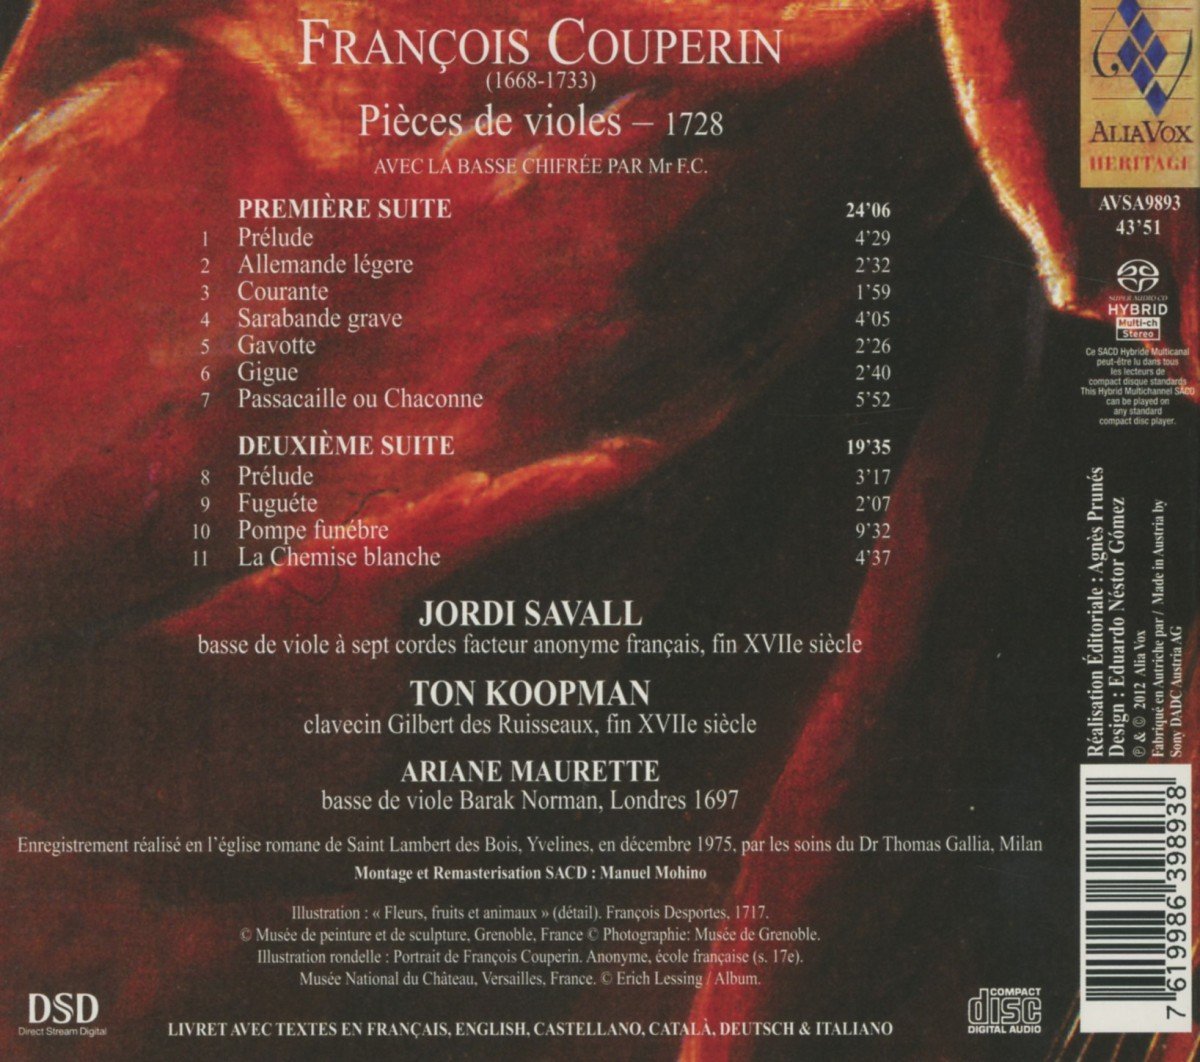 FRANÇOIS COUPERIN
(1668-1733)
Pièces de violes – 1728
AVEC LA BASSE CHIFRÉE PAR Mr F.C.
PREMIÈRE SUITE 24’06
1 Prélude 4’29
2 Allemande légere 2’32
3 Courante 1’59
4 Sarabande grave 4’05
5 Gavotte 2’26
6 Gigue 2’40
7 Passacaille ou Chaconne 5’52
DEUXIÈME SUITE 19’35
8 Prélude 3’17
9 Fuguéte 2’07
10 Pompe funébre 9’32
11 La Chemise blanche 4’37
JORDI SAVALL
basse de viole à sept cordes facteur anonyme français, fin XVIIe siècle
TON KOOPMAN
clavecin Gilbert des Ruisseaux, fin XVIIe siècle
ARIANE MAURETTE
basse de viole Barak Norman, Londres 1697
Enregistrement réalisé en l’église romane de Saint Lambert des Bois, Yvelines, en décembre 1975, par les soins du Dr Thomas Gallia, Milan
Montage et Remasterisation SACD : Manuel Mohino
Illustration : « Fleurs, fruits et animaux » (détail). François Desportes, 1717.
© Musée de peinture et de sculpture, Grenoble, France © Photographie: Musée de Grenoble.
Illustration rondelle : Portrait de François Couperin. Anonyme, école française (s. 17e).
Musée National du Château, Versailles, France. © Erich Lessing / Album.
DSD
Direct Stream Digital
LIVRET AVEC TEXTES EN FRANÇAIS, ENGLISH, CASTELLANO, CATALÀ, DEUTSCH & ITALIANO
COMPACT
disc
DIGITAL AUDIO
ALIAVOX
HERITAGE
AVSA9893
43’51
SUPER AUDIO CD
HYBRID
Multi-ch
Stereo
Ce SACD Hybride Multicanal
peut-être lu dans tous
les lecteurs de
compact disque standards
This Hybrid Multichannel SACD
can be played on
any standard
compact disc player.
Réalisation Éditoriale : Agnès Prunés
Design : Eduardo Néstor Gómez
℗ & © 2012 Alia Vox
Fabriqué en Autriche par / Made in Austria by
Sony DADC Austria AG
7 619986 398938